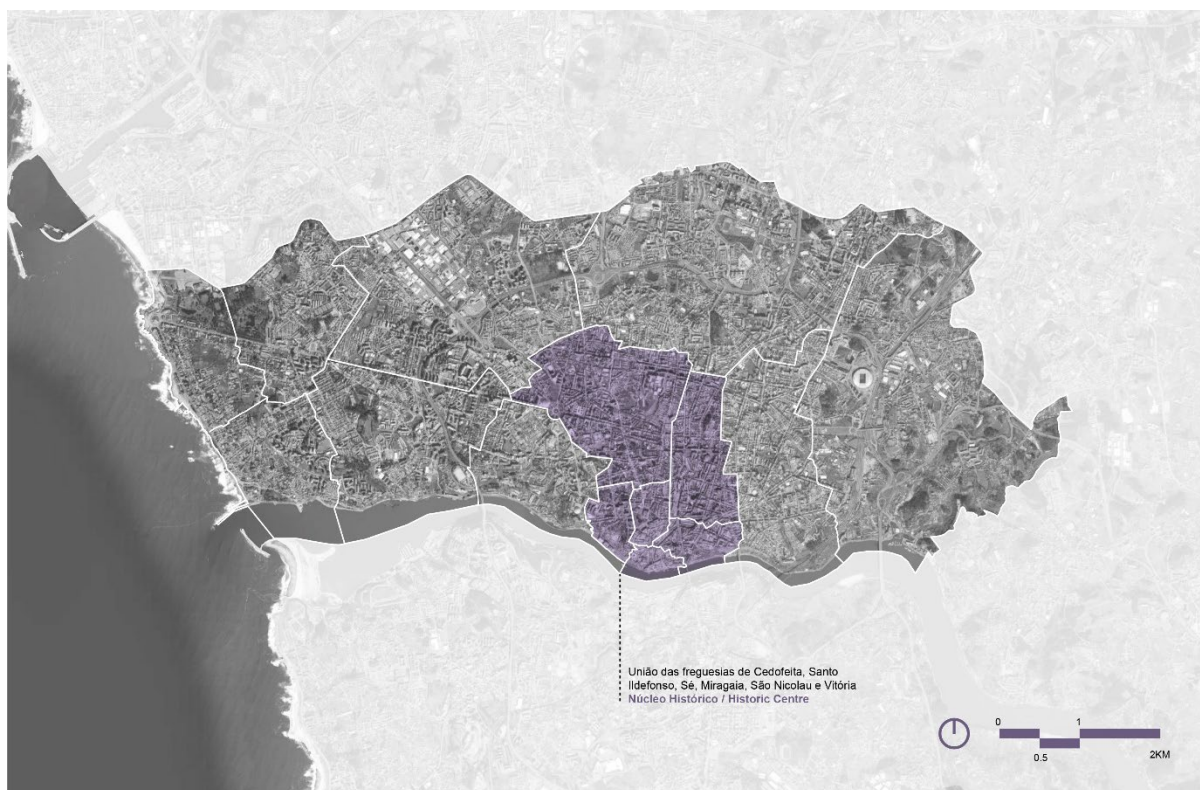 União das freguesias de Cedofeita, Santo
Ildefonso, Sé, Miragaia, São Nicolau e Vitória
Núcleo Histórico / Historic Centre
0 1
0.5 2KM